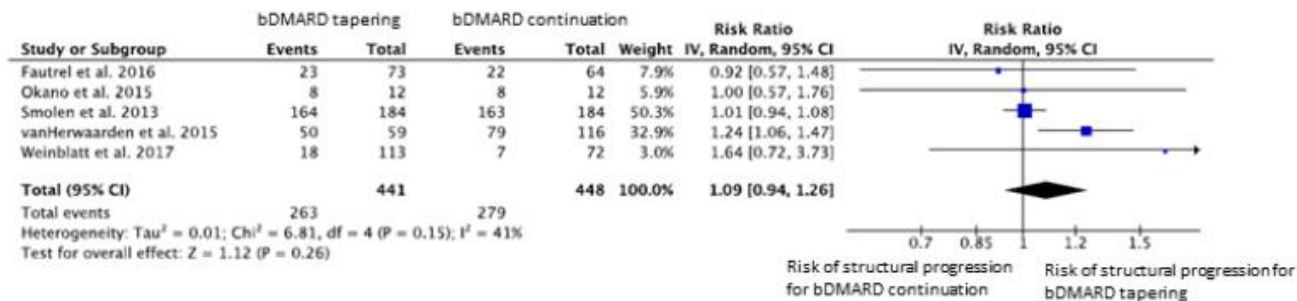 bDMARD tapering bDMARD continuation Risk Ratio Risk Ratio
Study or Subgroup Events Total Events Total Weight IV, Random, 95% CI IV, Random, 95% CI
Fautrel et al. 2016 23 73 22 64 7.9% 0.92 [0.57, 1.48]
Okano et al. 2015 8 12 8 12 5.9% 1.00 [0.57, 1.76]
Smolen et al. 2013 164 184 163 184 50.3% 1.01 [0.94, 1.08]
vanHerwaarden et al. 2015 50 59 79 116 32.9% 1.24 [1.06, 1.47]
Weinblatt et al. 2017 18 113 7 72 3.0% 1.64 [0.72, 3.73]
Total (95% CI) 441 448 100.0% 1.09 [0.94, 1.26]
Total events 263 279
Heterogeneity: Tau² = 0.01; Chi² = 6.81, df = 4 (P = 0.15); I² = 41%
Test for overall effect: Z = 1.12 (P = 0.26)
0.7 0.85 1 1.2 1.5
Risk of structural progression
for bDMARD continuation
Risk of structural progression for
bDMARD tapering